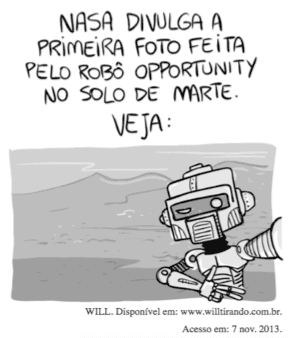 NASA DIVULGA A
PRIMEIRA FOTO FEITA
PELO ROBÔ OPPORTUNITY
NO SOLO DE MARTE.
VEJA:
WILL. Disponível em: www.willtirando.com.br.
Acesso em: 7 nov. 2013.